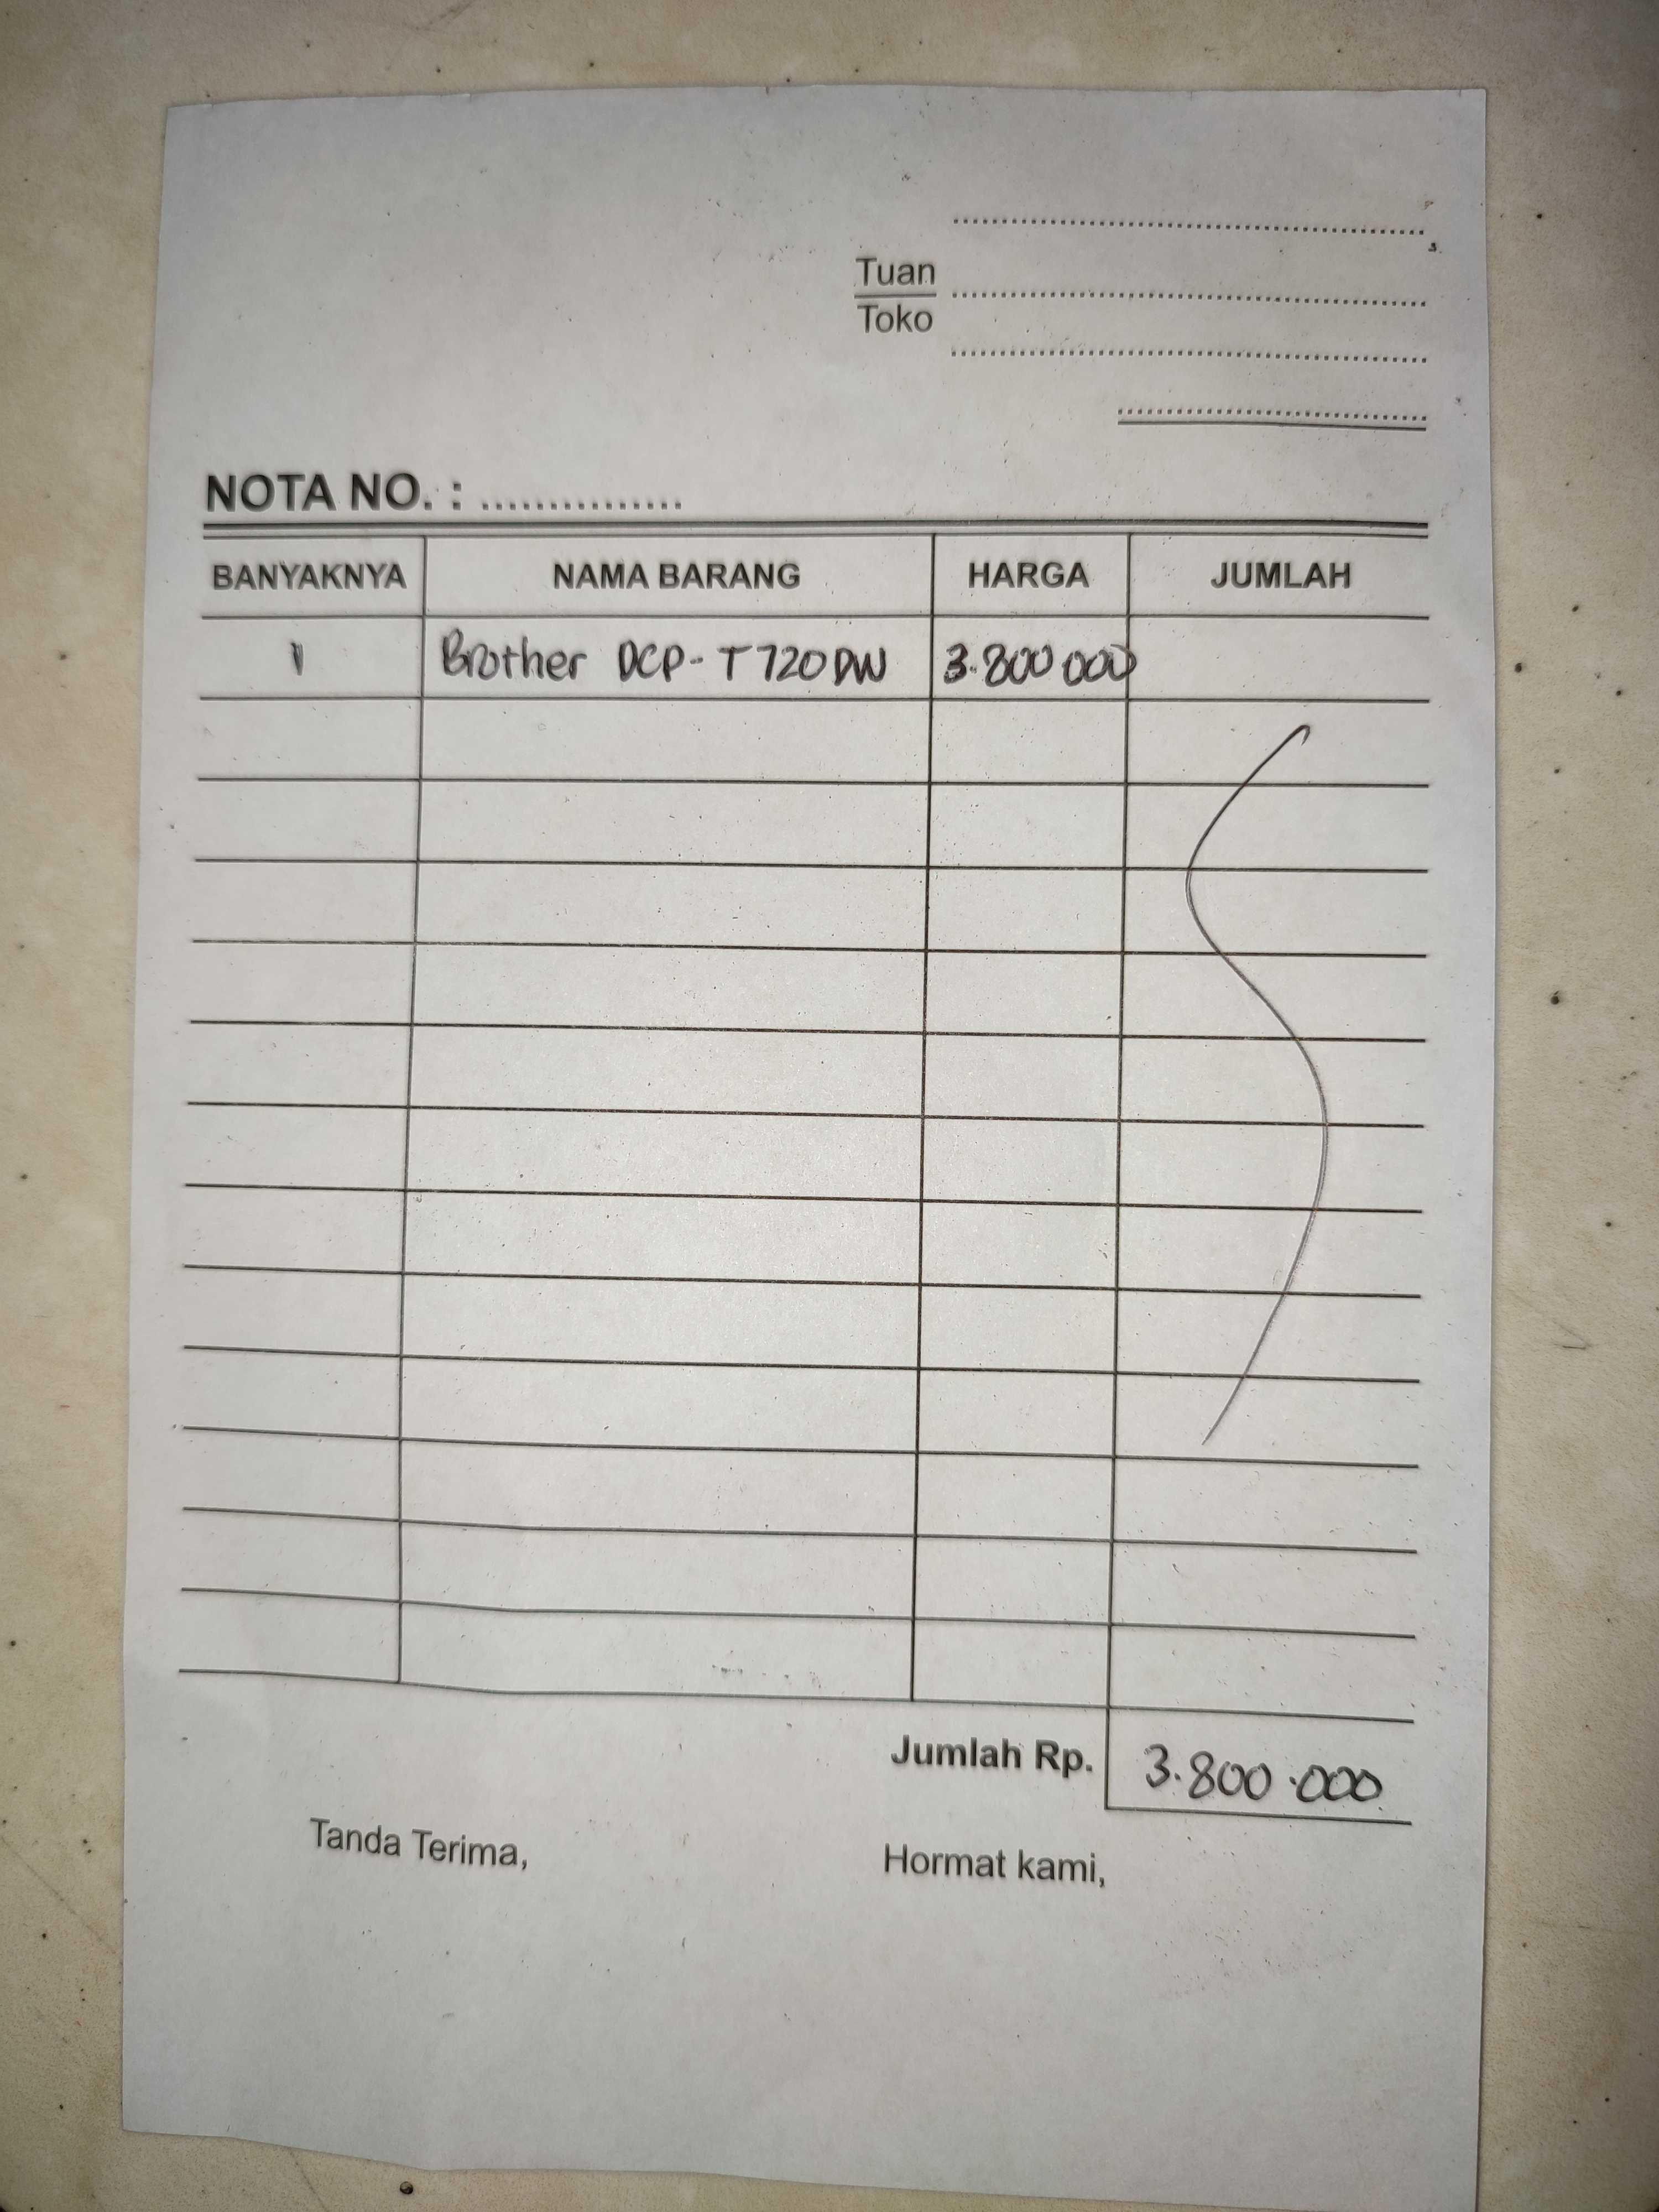 Tuan
Toko
NOTA NO. : ...............
BANYAKNYA NAMA BARANG HARGA JUMLAH
1 Brother DCP-T720DW 3.800 000
Jumlah Rp. 3.800.000
Tanda Terima, Hormat kami,